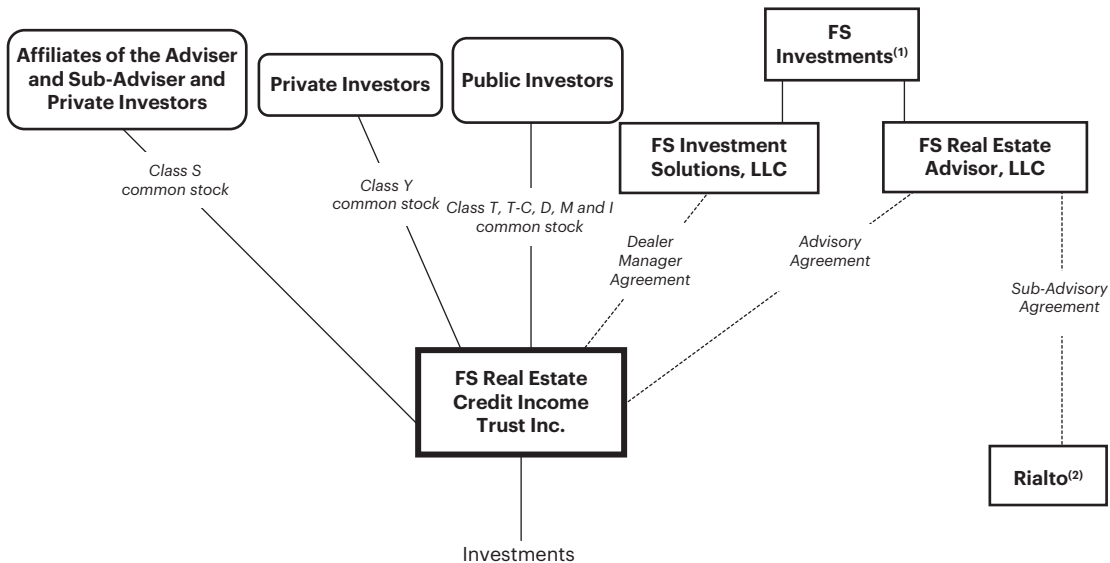 Affiliates of the Adviser
and Sub-Adviser and
Private Investors
Private Investors
Public Investors
FS
Investments(1)
FS Investment
Solutions, LLC
FS Real Estate
Advisor, LLC
Class S
common stock
Class Y
common stock
Class T, T-C, D, M and I
common stock
Dealer
Manager
Agreement
Advisory
Agreement
Sub-Advisory
Agreement
FS Real Estate
Credit Income
Trust Inc.
Rialto(2)
Investments